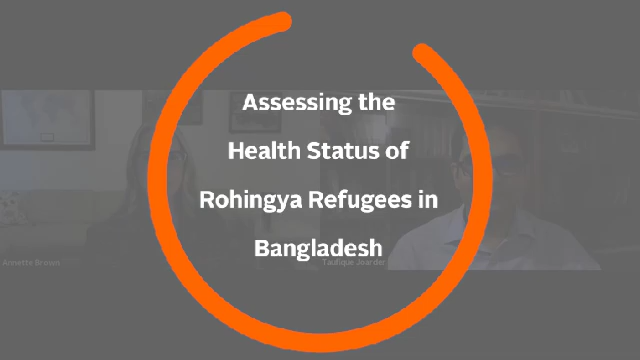 Assessing the
Health Status of
Rohingya Refugees in
Bangladesh
Annette Brown
Taufique Joarder